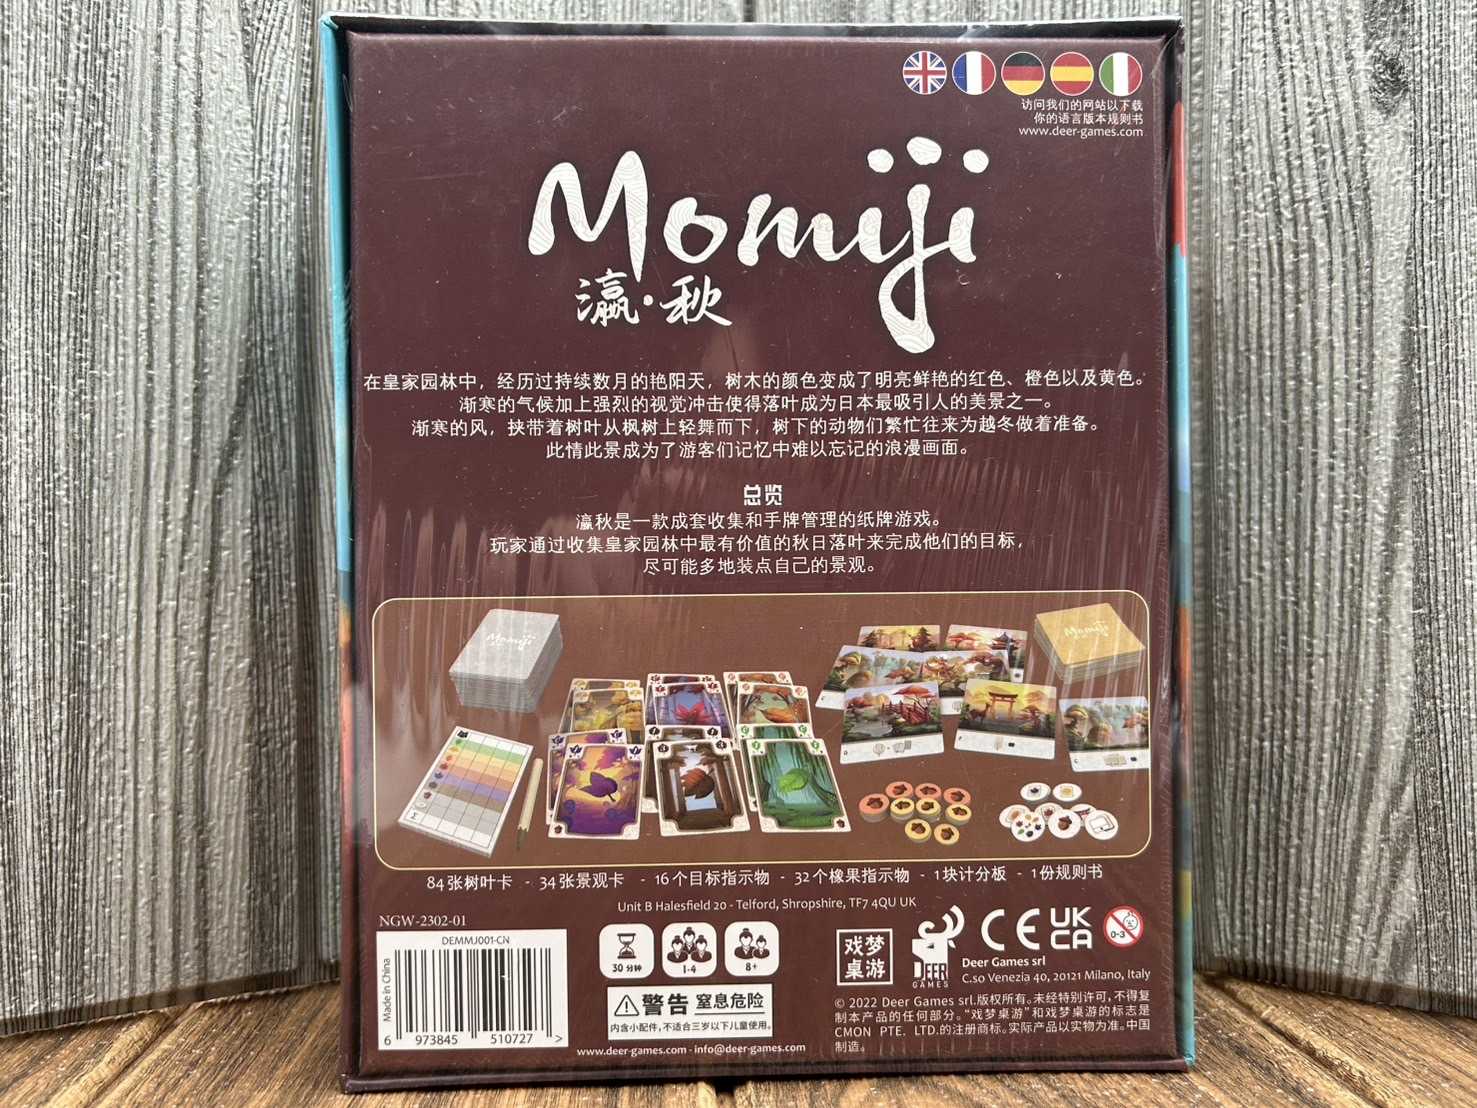 访问我们的网站以下载
你的语言版本规则书
www.deer-games.com
Momiji
瀛·秋
在皇家园林中，经历过持续数月的艳阳天，树木的颜色变成了明亮鲜艳的红色、橙色以及黄色。
渐寒的气候加上强烈的视觉冲击使得落叶成为日本最吸引人的美景之一。
渐寒的风，挟带着树叶从枫树上轻舞而下，树下的动物们繁忙往来为越冬做着准备。
此情此景成为了游客们记忆中难以忘记的浪漫画面。
总览
瀛秋是一款成套收集和手牌管理的纸牌游戏。
玩家通过收集皇家园林中最有价值的秋日落叶来完成他们的目标，
尽可能多地装点自己的景观。
Momiji
Momiji
84张树叶卡 - 34张景观卡 - 16个目标指示物 - 32个橡果指示物 - 1块计分板 - 1份规则书
Unit B Halesfield 20 - Telford, Shropshire, TF7 4QU UK
NGW-2302-01
DEMMJ001-CN
Made in China
6 973845 510727 >
30 分钟
1-4
8+
警告 窒息危险
内含小配件，不适合三岁以下儿童使用。
www.deer-games.com - info@deer-games.com
戏梦
桌游
DEER
GAMES
CE
UK
CA
0-3
Deer Games srl
C.so Venezia 40, 20121 Milano, Italy
© 2022 Deer Games srl.版权所有。未经特别许可，不得复
制本产品的任何部分。“戏梦桌游”和戏梦桌游的标志是
CMON PTE. LTD.的注册商标。实际产品以实物为准。中国
制造。